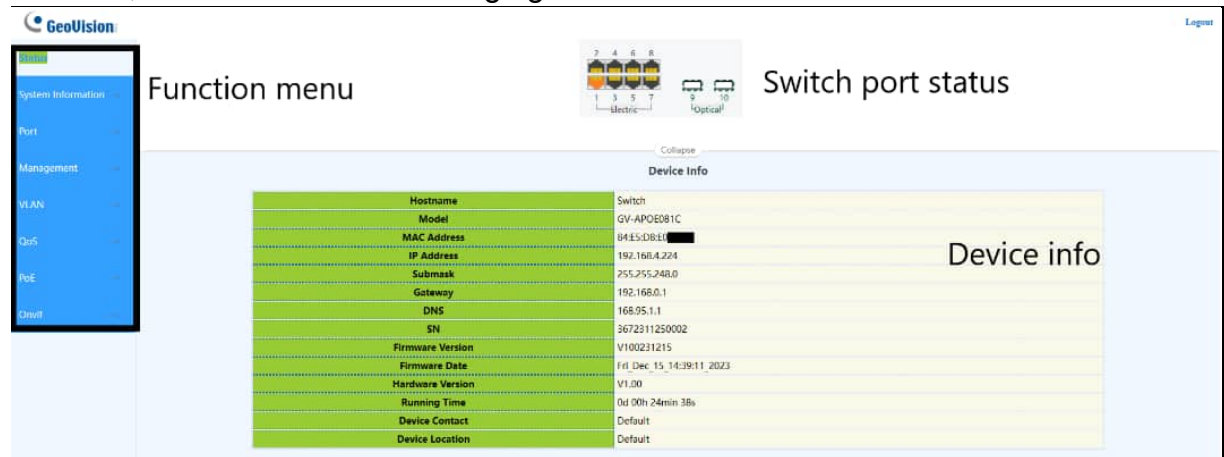 GeoVision
Logout
Status
System Information
Port
Management
VLAN
QoS
PoE
Onvif
Function menu
2 4 6 8
1 3 5 7 9 10
Electric Optical
Switch port status
Collapse
Device Info
Hostname Switch
Model GV-APOE081C
MAC Address 84:E5:D8:E0
IP Address 192.168.4.224
Submask 255.255.248.0
Gateway 192.168.0.1
DNS 168.95.1.1
SN 3672311250002
Firmware Version V100231215
Firmware Date Fri_Dec_15_14:39:11_2023
Hardware Version V1.00
Running Time 0d 00h 24min 38s
Device Contact Default
Device Location Default
Device info